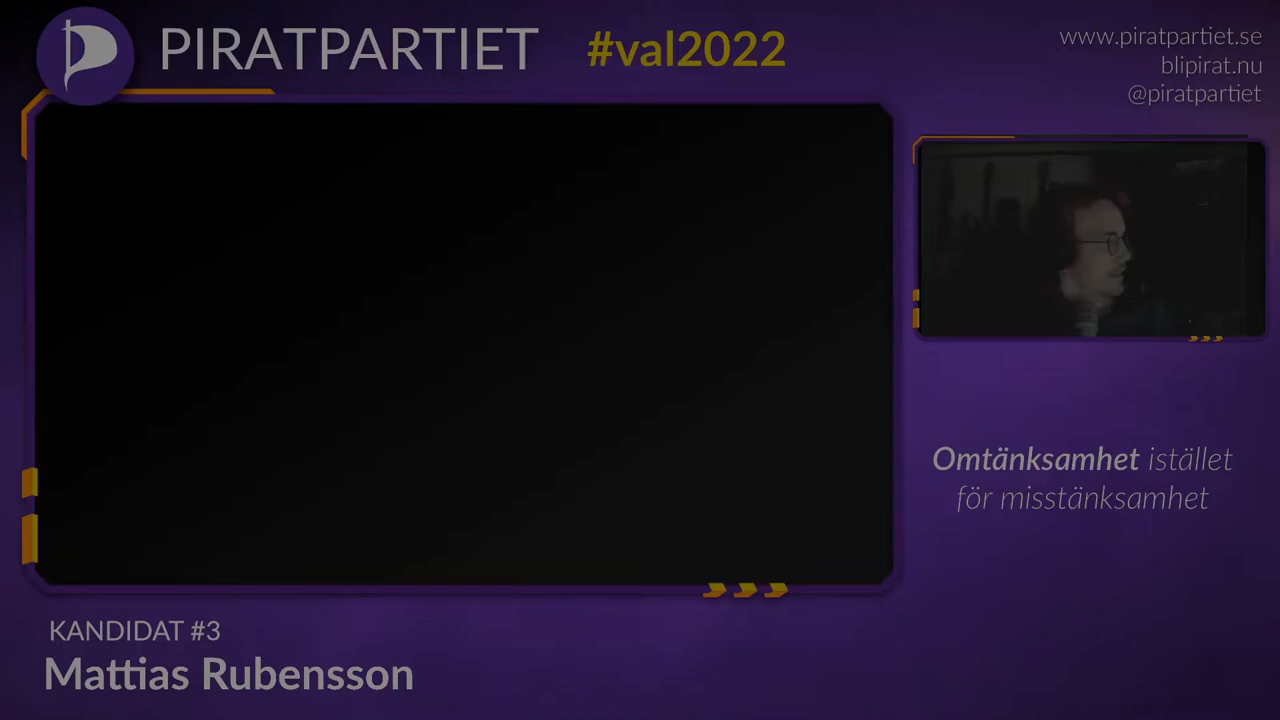 PIRATPARTIET
#val2022
www.piratpartiet.se
blipirat.nu
@piratpartiet
Omtänksamhet istället
för misstänksamhet
KANDIDAT #3
Mattias Rubensson